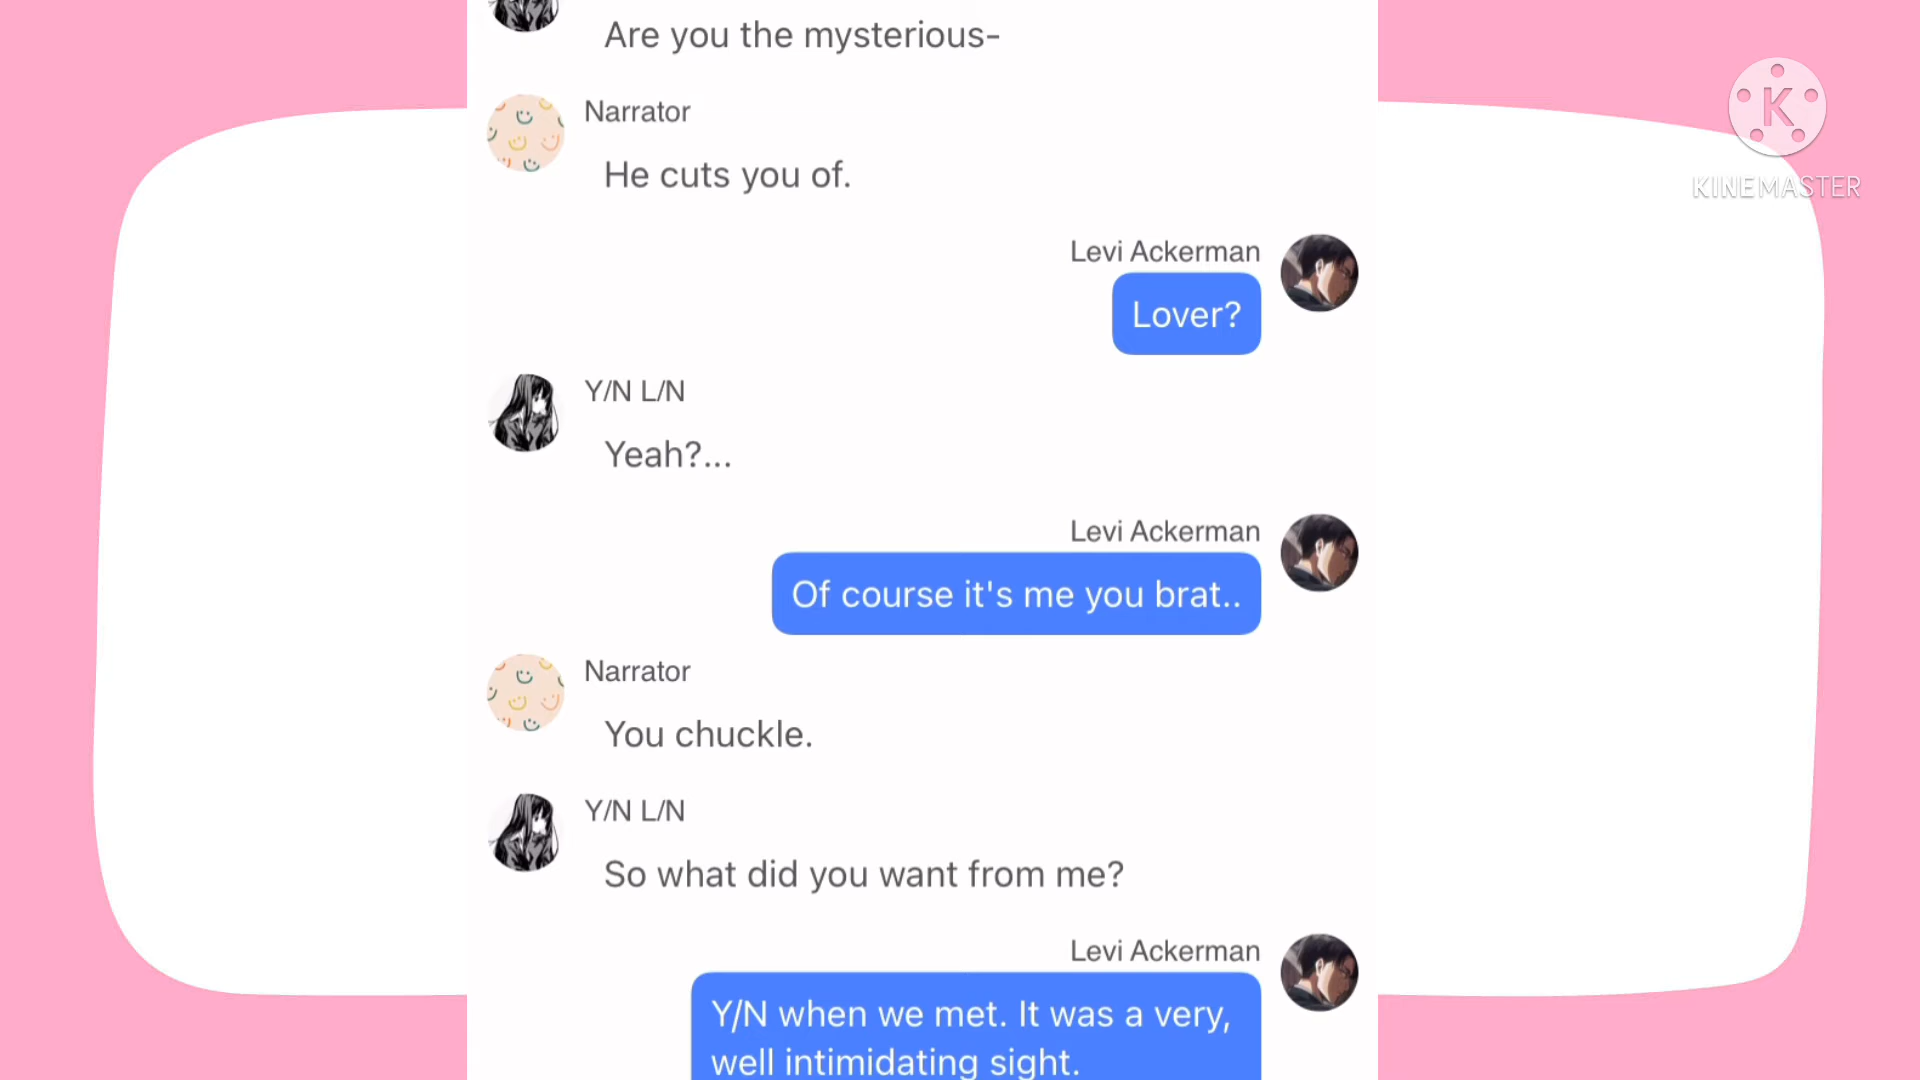 Are you the mysterious-
Narrator
He cuts you of.
Levi Ackerman
Lover?
Y/N L/N
Yeah?...
Levi Ackerman
Of course it's me you brat..
Narrator
You chuckle.
Y/N L/N
So what did you want from me?
Levi Ackerman
Y/N when we met. It was a very,
well intimidating sight.
K
KINEMASTER